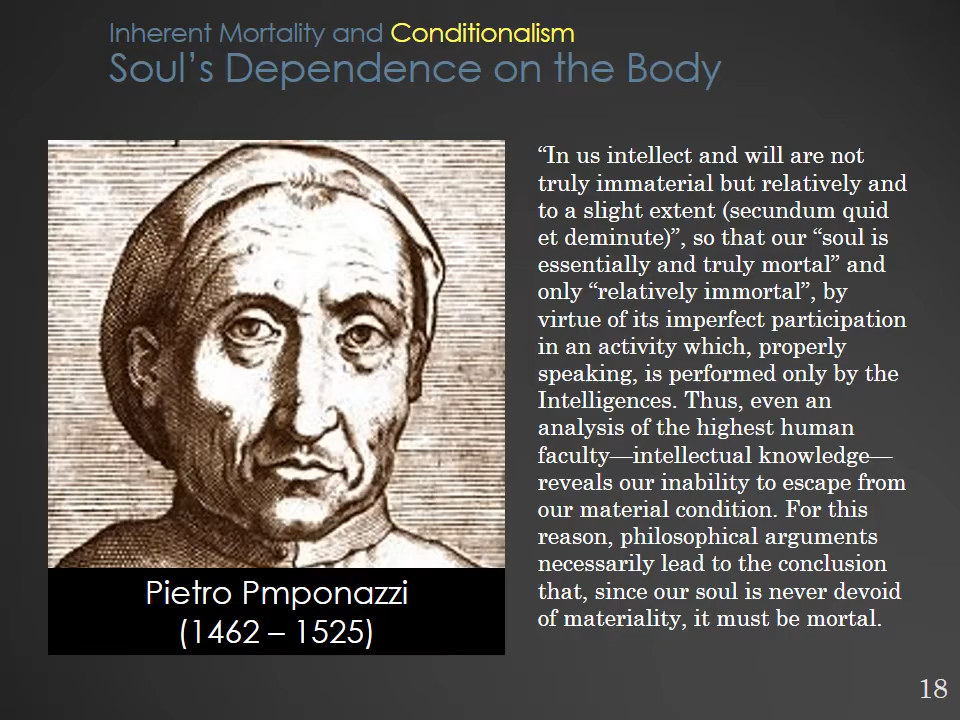 Inherent Mortality and Conditionalism
Soul’s Dependence on the Body
“In us intellect and will are not
truly immaterial but relatively and
to a slight extent (secundum quid
et deminute)”, so that our “soul is
essentially and truly mortal” and
only “relatively immortal”, by
virtue of its imperfect participation
in an activity which, properly
speaking, is performed only by the
Intelligences. Thus, even an
analysis of the highest human
faculty—intellectual knowledge—
reveals our inability to escape from
our material condition. For this
reason, philosophical arguments
necessarily lead to the conclusion
that, since our soul is never devoid
of materiality, it must be mortal.
Pietro Pmponazzi
(1462 – 1525)
18